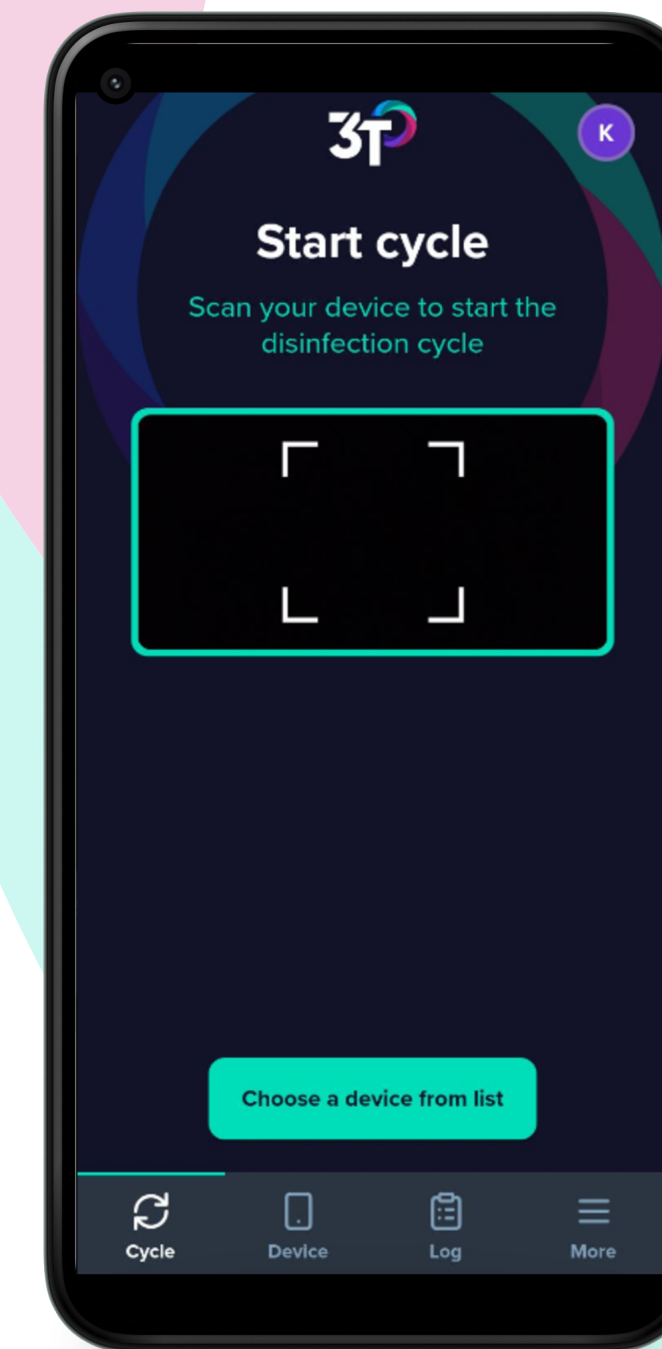 3T
K
Start cycle
Scan your device to start the
disinfection cycle
Choose a device from list
Cycle
Device
Log
More